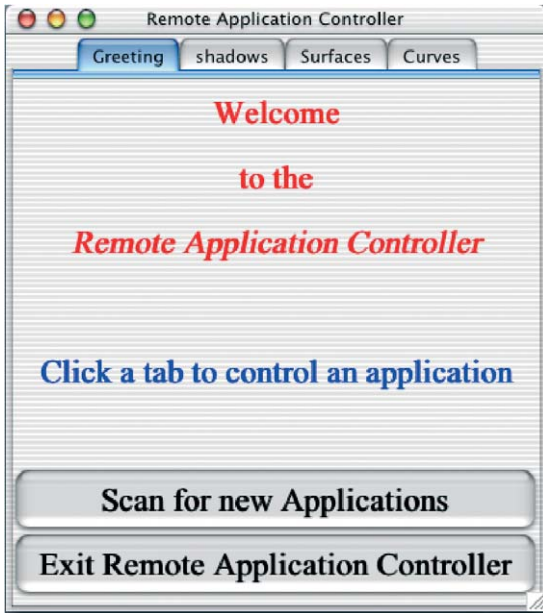 Remote Application Controller
Greeting shadows Surfaces Curves
Welcome
to the
Remote Application Controller
Click a tab to control an application
Scan for new Applications
Exit Remote Application Controller